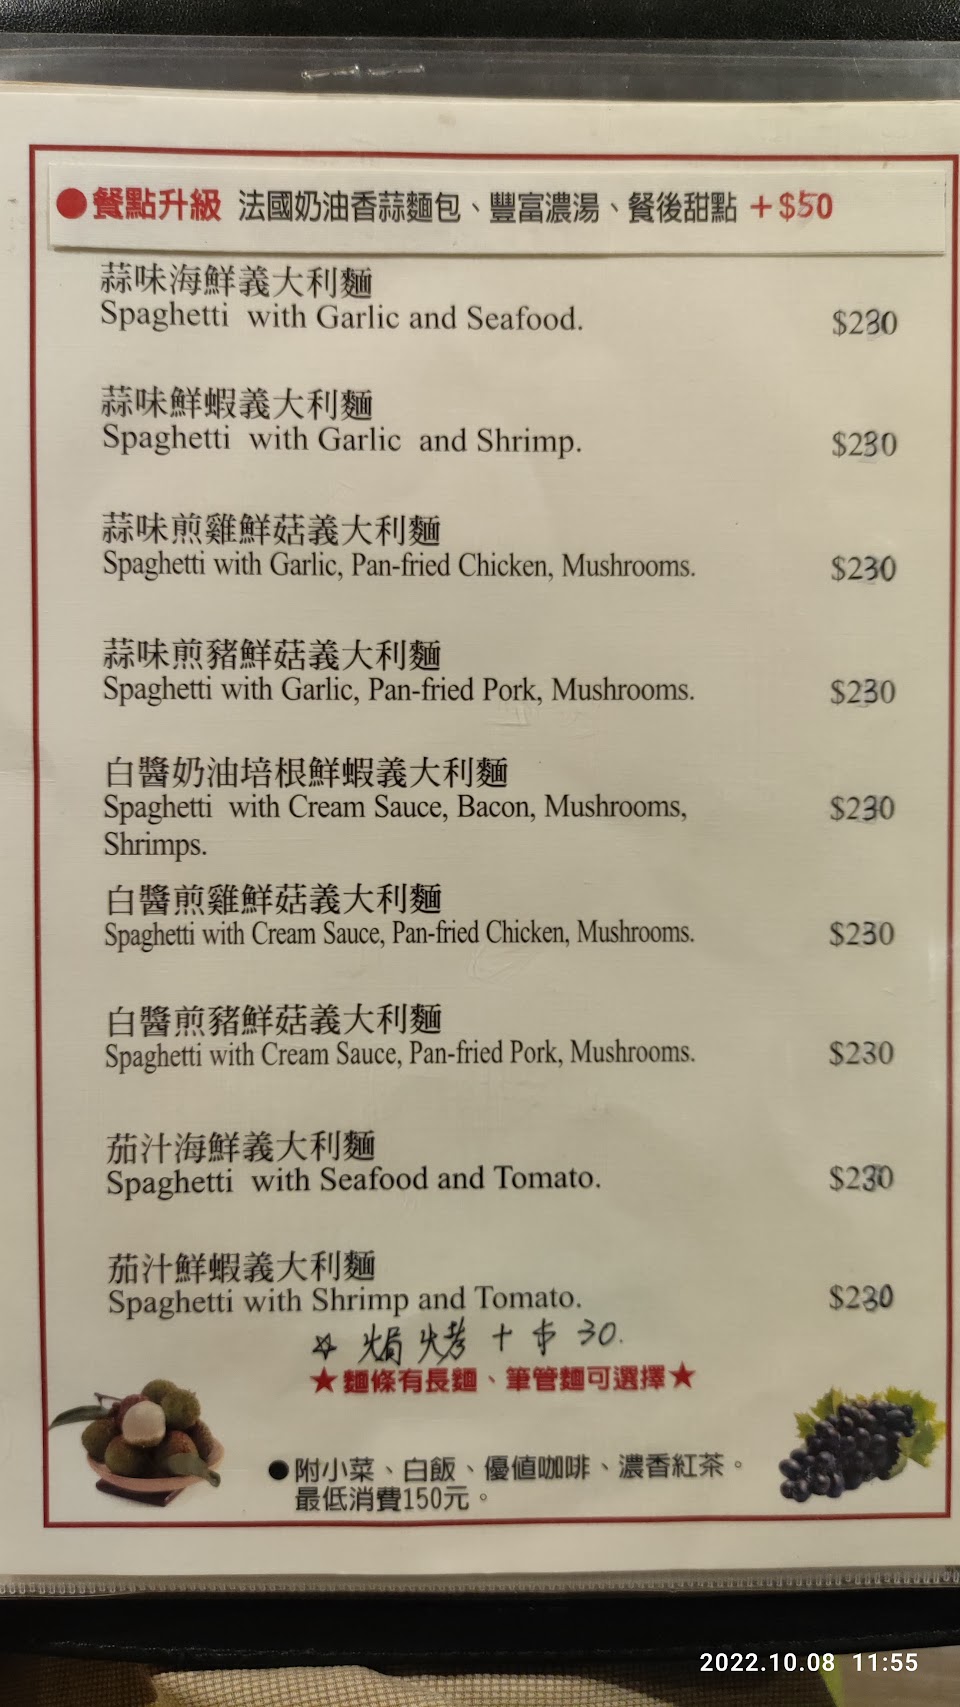 ●餐點升級 法國奶油香蒜麵包、豐富濃湯、餐後甜點 +$50
蒜味海鮮義大利麵
Spaghetti with Garlic and Seafood. $230
蒜味鮮蝦義大利麵
Spaghetti with Garlic and Shrimp. $230
蒜味煎雞鮮菇義大利麵
Spaghetti with Garlic, Pan-fried Chicken, Mushrooms. $230
蒜味煎豬鮮菇義大利麵
Spaghetti with Garlic, Pan-fried Pork, Mushrooms. $230
白醬奶油培根鮮蝦義大利麵
Spaghetti with Cream Sauce, Bacon, Mushrooms, $230
Shrimps.
白醬煎雞鮮菇義大利麵
Spaghetti with Cream Sauce, Pan-fried Chicken, Mushrooms. $230
白醬煎豬鮮菇義大利麵
Spaghetti with Cream Sauce, Pan-fried Pork, Mushrooms. $230
茄汁海鮮義大利麵
Spaghetti with Seafood and Tomato. $230
茄汁鮮蝦義大利麵
Spaghetti with Shrimp and Tomato. $230
☆ 焗烤 + 30.
★麵條有長麵、筆管麵可選擇★
●附小菜、白飯、優值咖啡、濃香紅茶。
最低消費150元。
2022.10.08 11:55